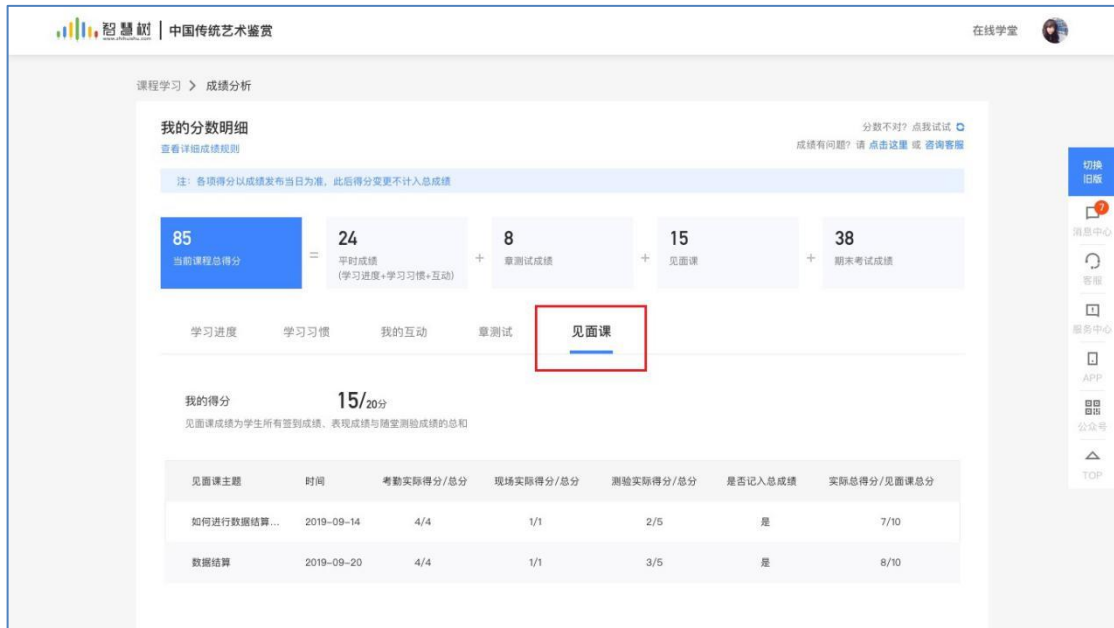 智慧树 中国传统艺术鉴赏 在线学堂
www.zhihuishu.com
课程学习 > 成绩分析
我的分数明细
分数不对? 点我试试
查看详细成绩规则
成绩有问题? 请 点击这里 或 咨询客服
注: 各项得分以成绩发布当日为准, 此后得分变更不计入总成绩
85
当前课程总得分
=
24
平时成绩
(学习进度+学习习惯+互动)
+
8
章测试成绩
+
15
见面课
+
38
期末考试成绩
学习进度 学习习惯 我的互动 章测试 见面课
我的得分 15/20分
见面课成绩为学生所有签到成绩、表现成绩与随堂测验成绩的总和
见面课主题 时间 考勤实际得分/总分 现场实际得分/总分 测验实际得分/总分 是否记入总成绩 实际总得分/见面课总分
如何进行数据结算... 2019-09-14 4/4 1/1 2/5 是 7/10
数据结算 2019-09-20 4/4 1/1 3/5 是 8/10
切换
旧版
7
消息中心
客服
服务中心
APP
公众号
TOP